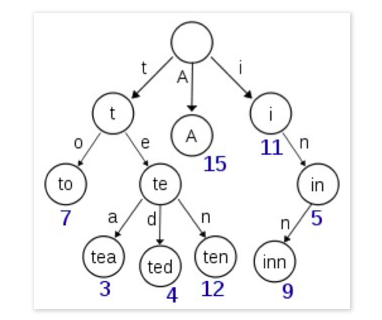 t A i
t A i
15 11
o e n
to te in
7 5
a d n n
tea ted ten inn
3 4 12 9